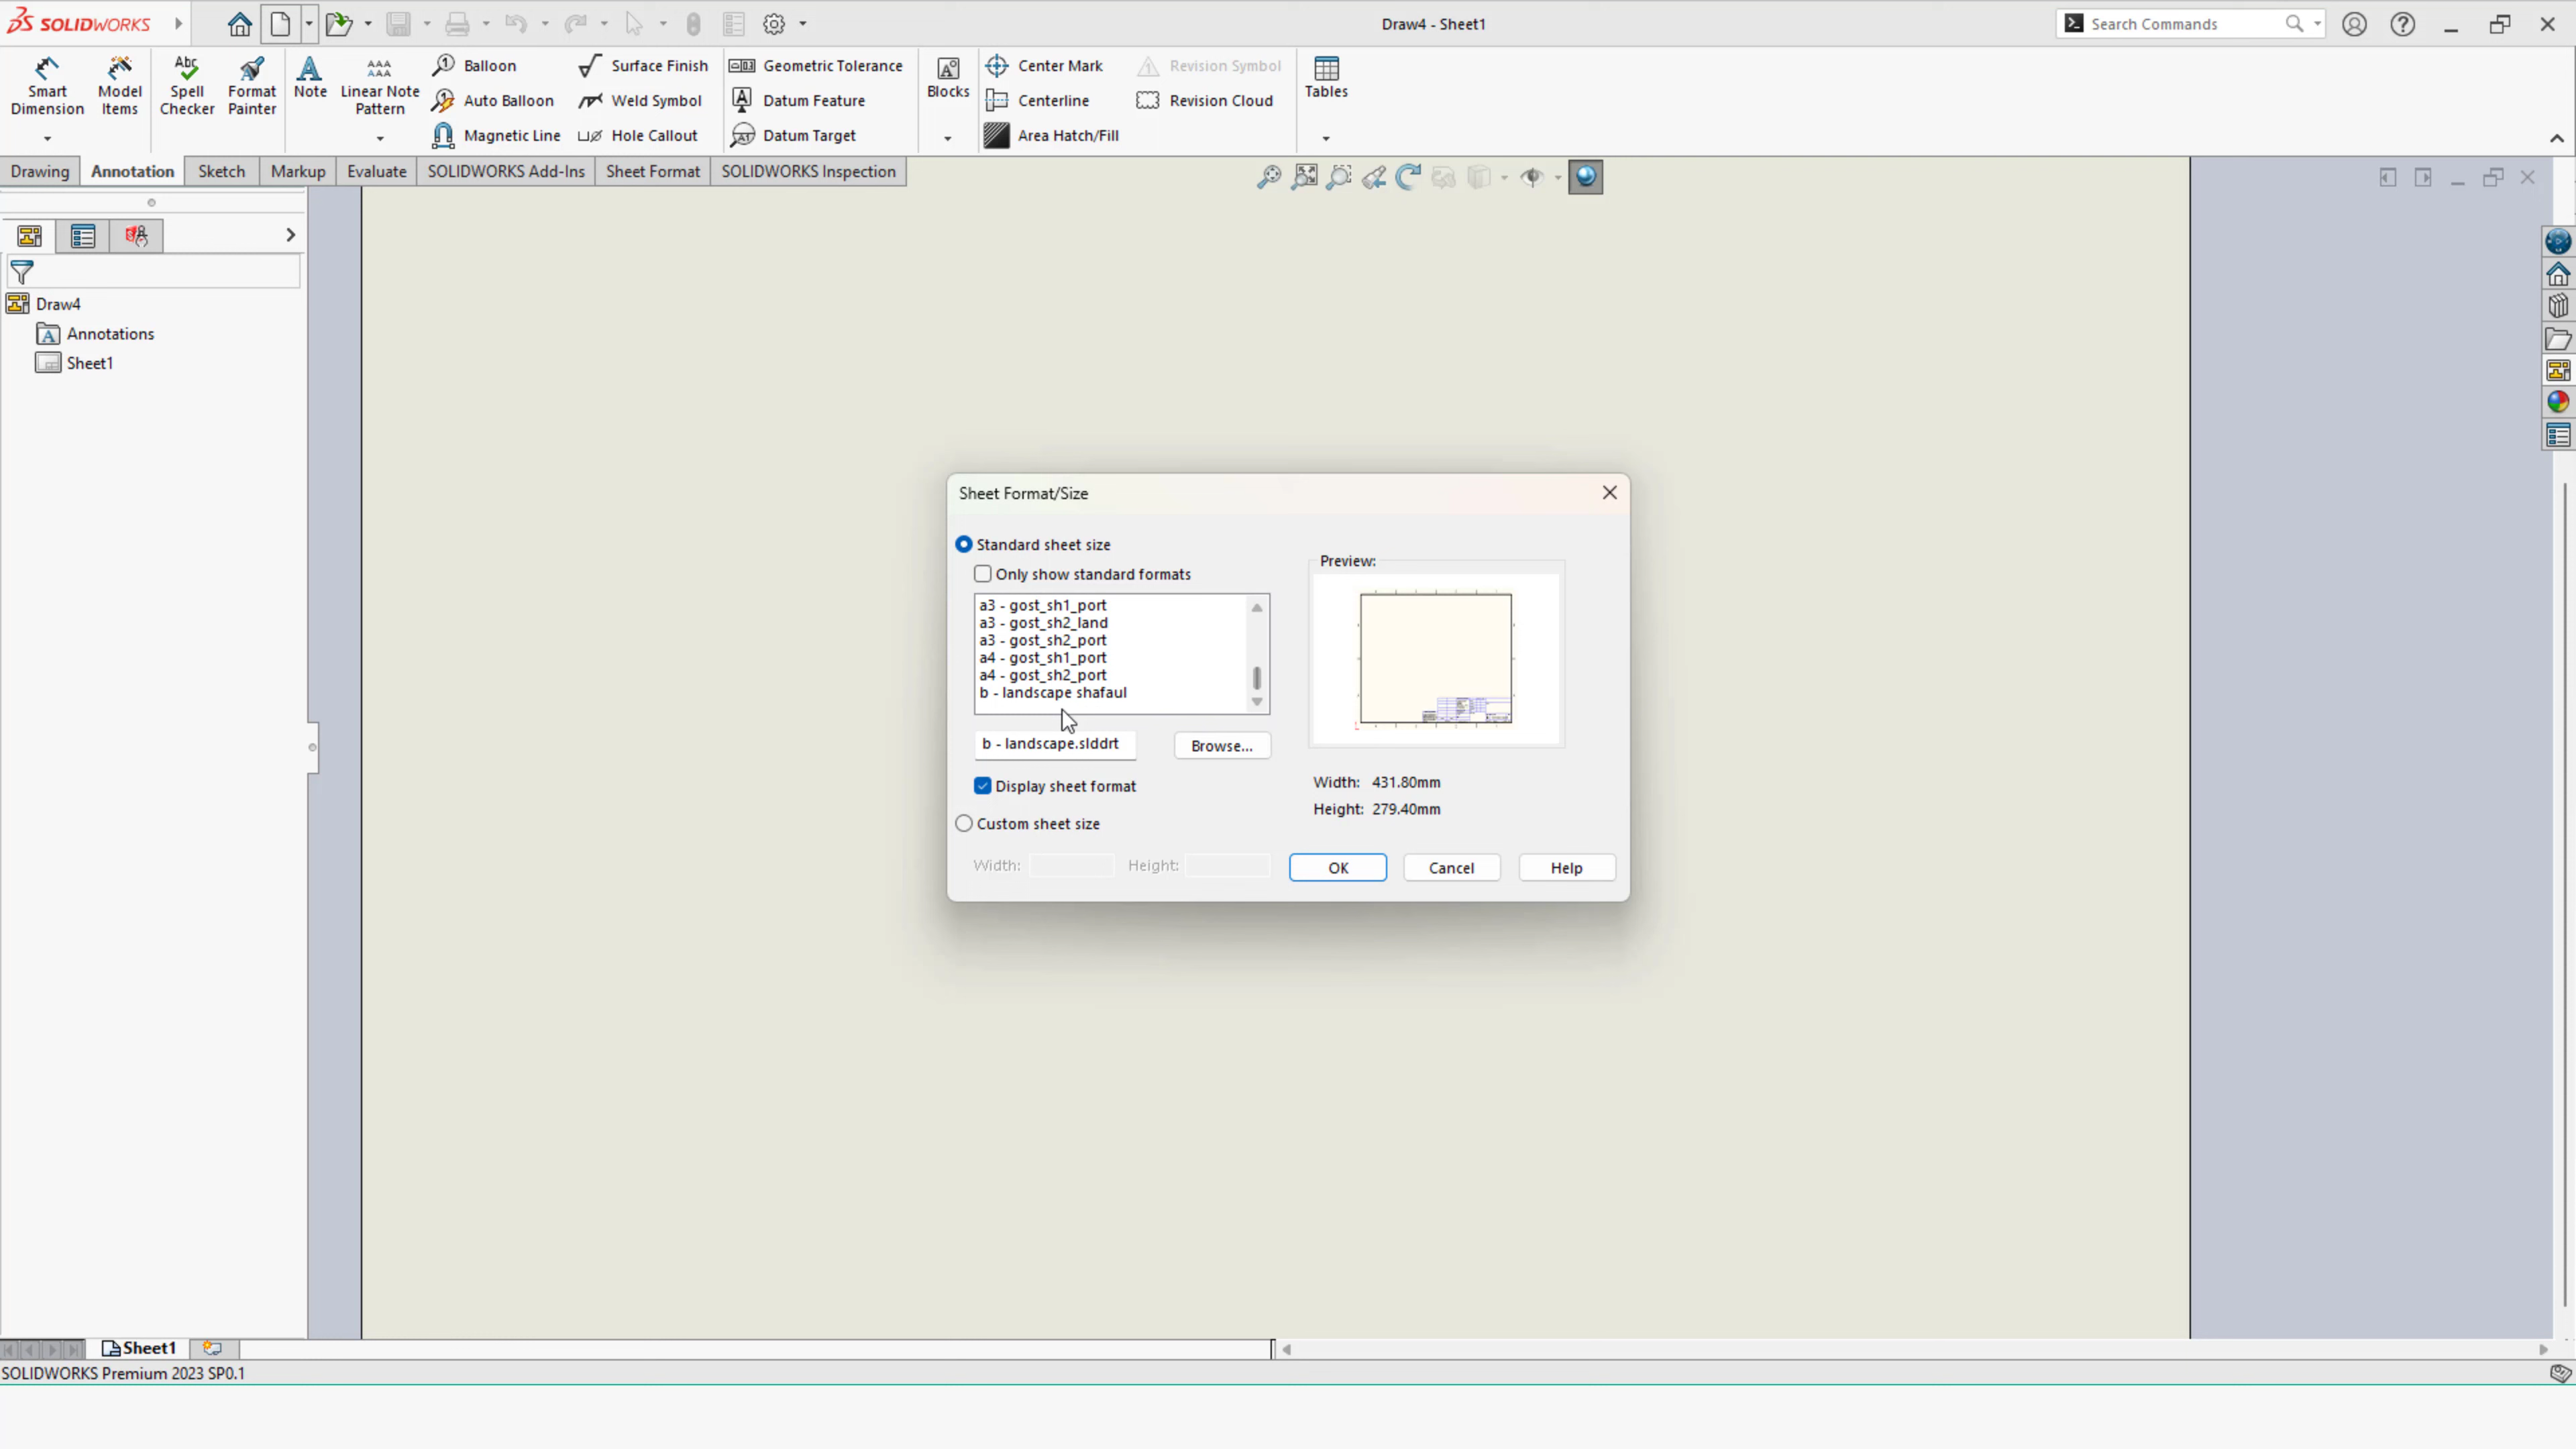 SOLIDWORKS
Draw4 - Sheet1
Search Commands
Smart Dimension
Model Items
Spell Checker
Format Painter
Note
Linear Note Pattern
Balloon
Auto Balloon
Magnetic Line
Surface Finish
Weld Symbol
Hole Callout
Geometric Tolerance
Datum Feature
Datum Target
Blocks
Center Mark
Centerline
Area Hatch/Fill
Revision Symbol
Revision Cloud
Tables
Drawing
Annotation
Sketch
Markup
Evaluate
SOLIDWORKS Add-Ins
Sheet Format
SOLIDWORKS Inspection
Draw4
Annotations
Sheet1
Sheet Format/Size
Standard sheet size
Only show standard formats
a3 - gost_sh1_port
a3 - gost_sh2_land
a3 - gost_sh2_port
a4 - gost_sh1_port
a4 - gost_sh2_port
b - landscape shafaul
b - landscape.slddrt
Browse...
Display sheet format
Custom sheet size
Width:
Height:
Preview:
Width: 431.80mm
Height: 279.40mm
OK
Cancel
Help
Sheet1
SOLIDWORKS Premium 2023 SP0.1